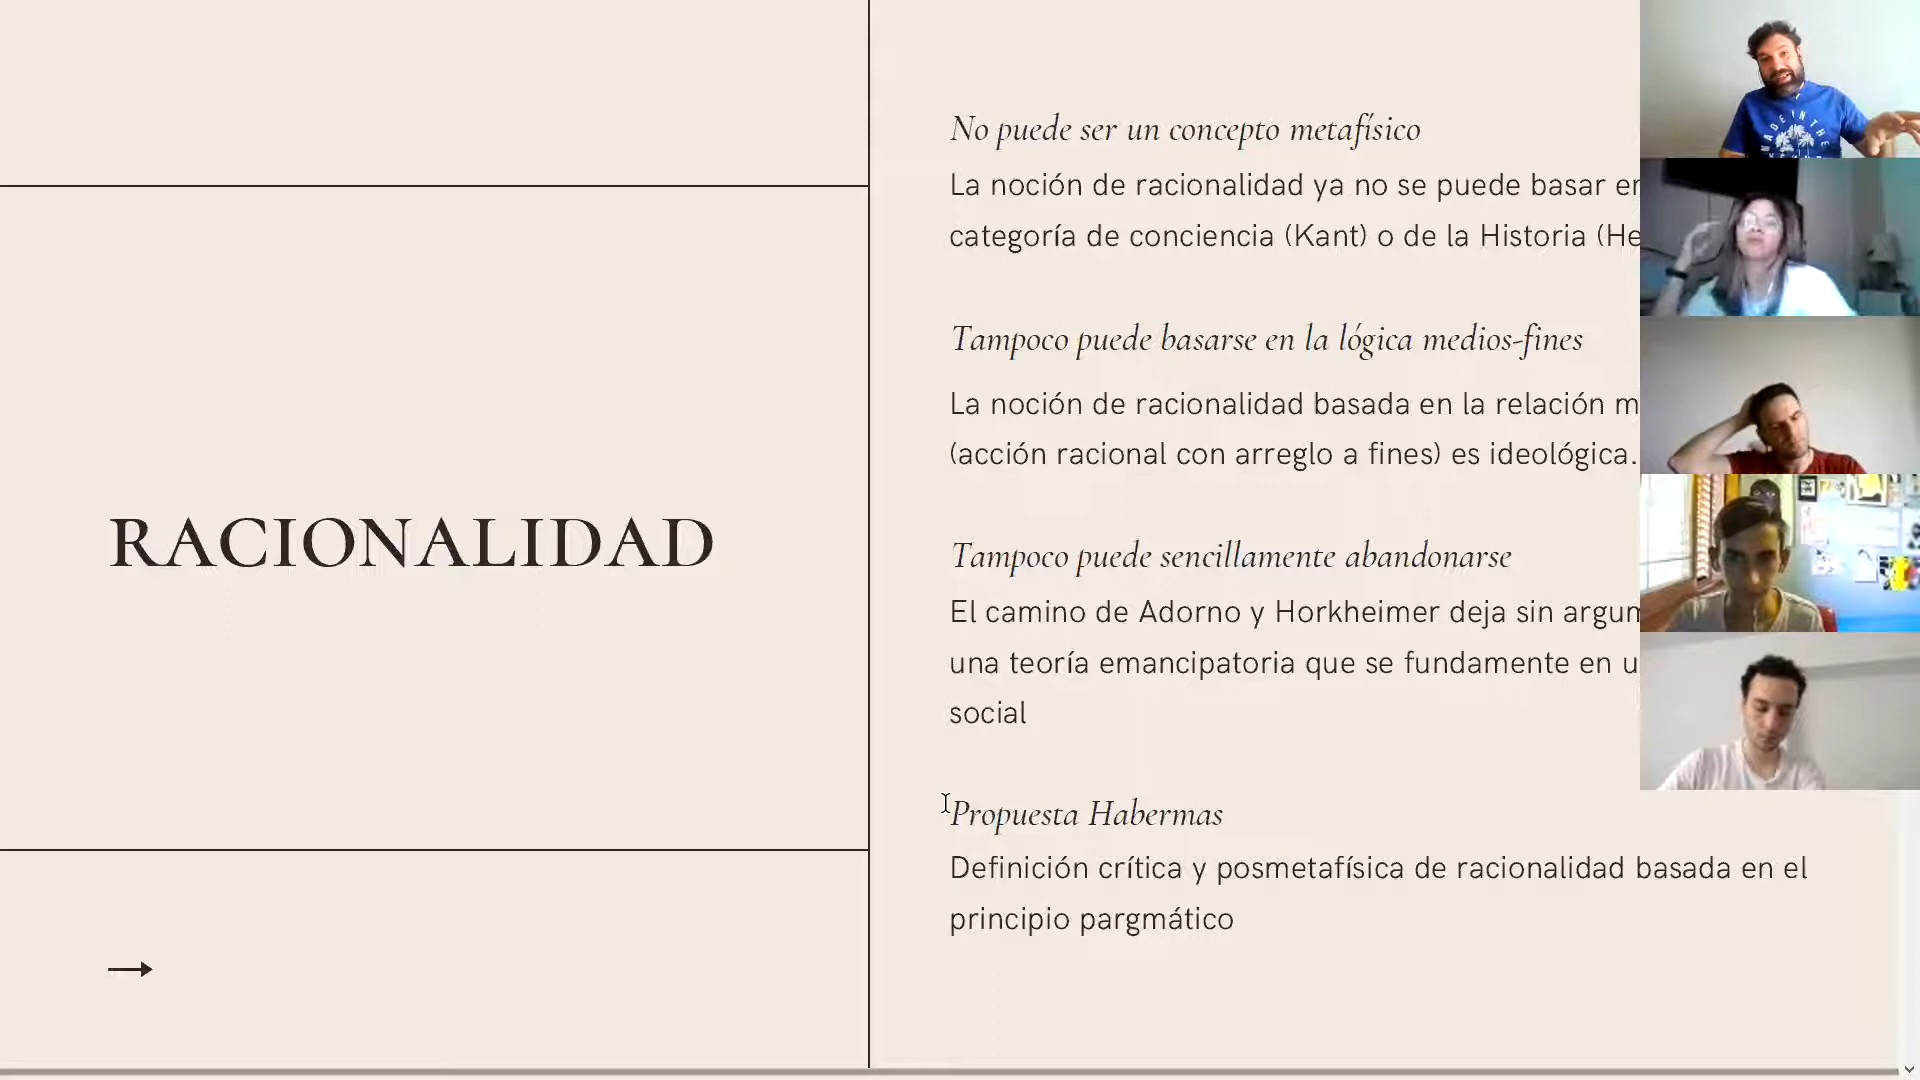 RACIONALIDAD
No puede ser un concepto metafísico
La noción de racionalidad ya no se puede basar
categoría de conciencia (Kant) o de la Historia
Tampoco puede basarse en la lógica medios-fines
La noción de racionalidad basada en la relación
(acción racional con arreglo a fines) es ideológica.
Tampoco puede sencillamente abandonarse
El camino de Adorno y Horkheimer deja sin
una teoría emancipatoria que se fundamente en
social
Propuesta Habermas
Definición crítica y posmetafísica de racionalidad basada en el
principio pargmático
MADE IN THE